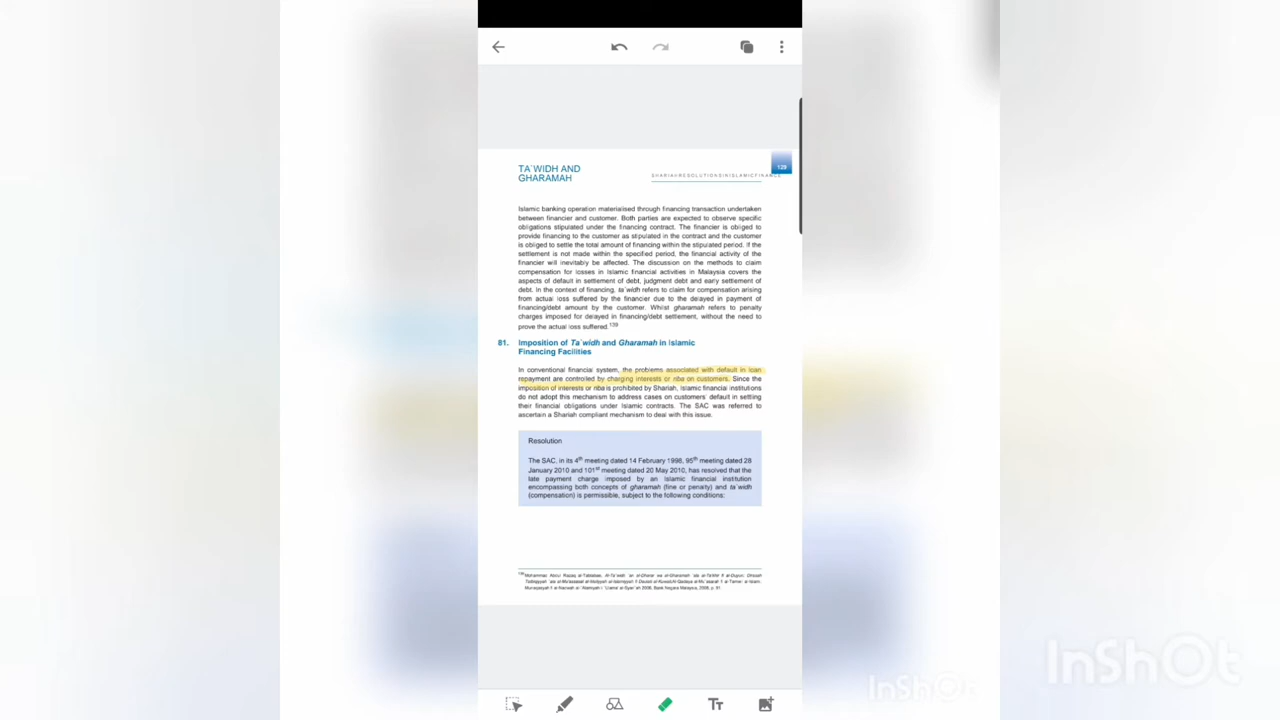 TA`WIDH AND
GHARAMAH
SHARIAH RESOLUTIONS IN ISLAMIC FINANCE
129
Islamic banking operation materialised through financing transaction undertaken
between financier and customer. Both parties are expected to observe specific
obligations stipulated under the financing contract. The financier is obliged to
provide financing to the customer as stipulated in the contract and the customer
is obliged to settle the total amount of financing within the stipulated period. If the
settlement is not made within the specified period, the financial activity of the
financier will inevitably be affected. The discussion on the methods to claim
compensation for losses in Islamic financial activities in Malaysia covers the
aspects of default in settlement of debt, judgment debt and early settlement of
debt. In the context of financing, ta`widh refers to claim for compensation arising
from actual loss suffered by the financier due to the delayed in payment of
financing/debt amount by the customer. Whilst gharamah refers to penalty
charges imposed for delayed in financing/debt settlement, without the need to
prove the actual loss suffered.139
81. Imposition of Ta`widh and Gharamah in Islamic
Financing Facilities
In conventional financial system, the problems associated with default in loan
repayment are controlled by charging interests or riba on customers. Since the
imposition of interests or riba is prohibited by Shariah, Islamic financial institutions
do not adopt this mechanism to address cases on customers' default in settling
their financial obligations under Islamic contracts. The SAC was referred to
ascertain a Shariah compliant mechanism to deal with this issue.
Resolution
The SAC, in its 4th meeting dated 14 February 1998, 95th meeting dated 28
January 2010 and 101st meeting dated 20 May 2010, has resolved that the
late payment charge imposed by an Islamic financial institution
encompassing both concepts of gharamah (fine or penalty) and ta`widh
(compensation) is permissible, subject to the following conditions:
Tt
InShOt
InShOt